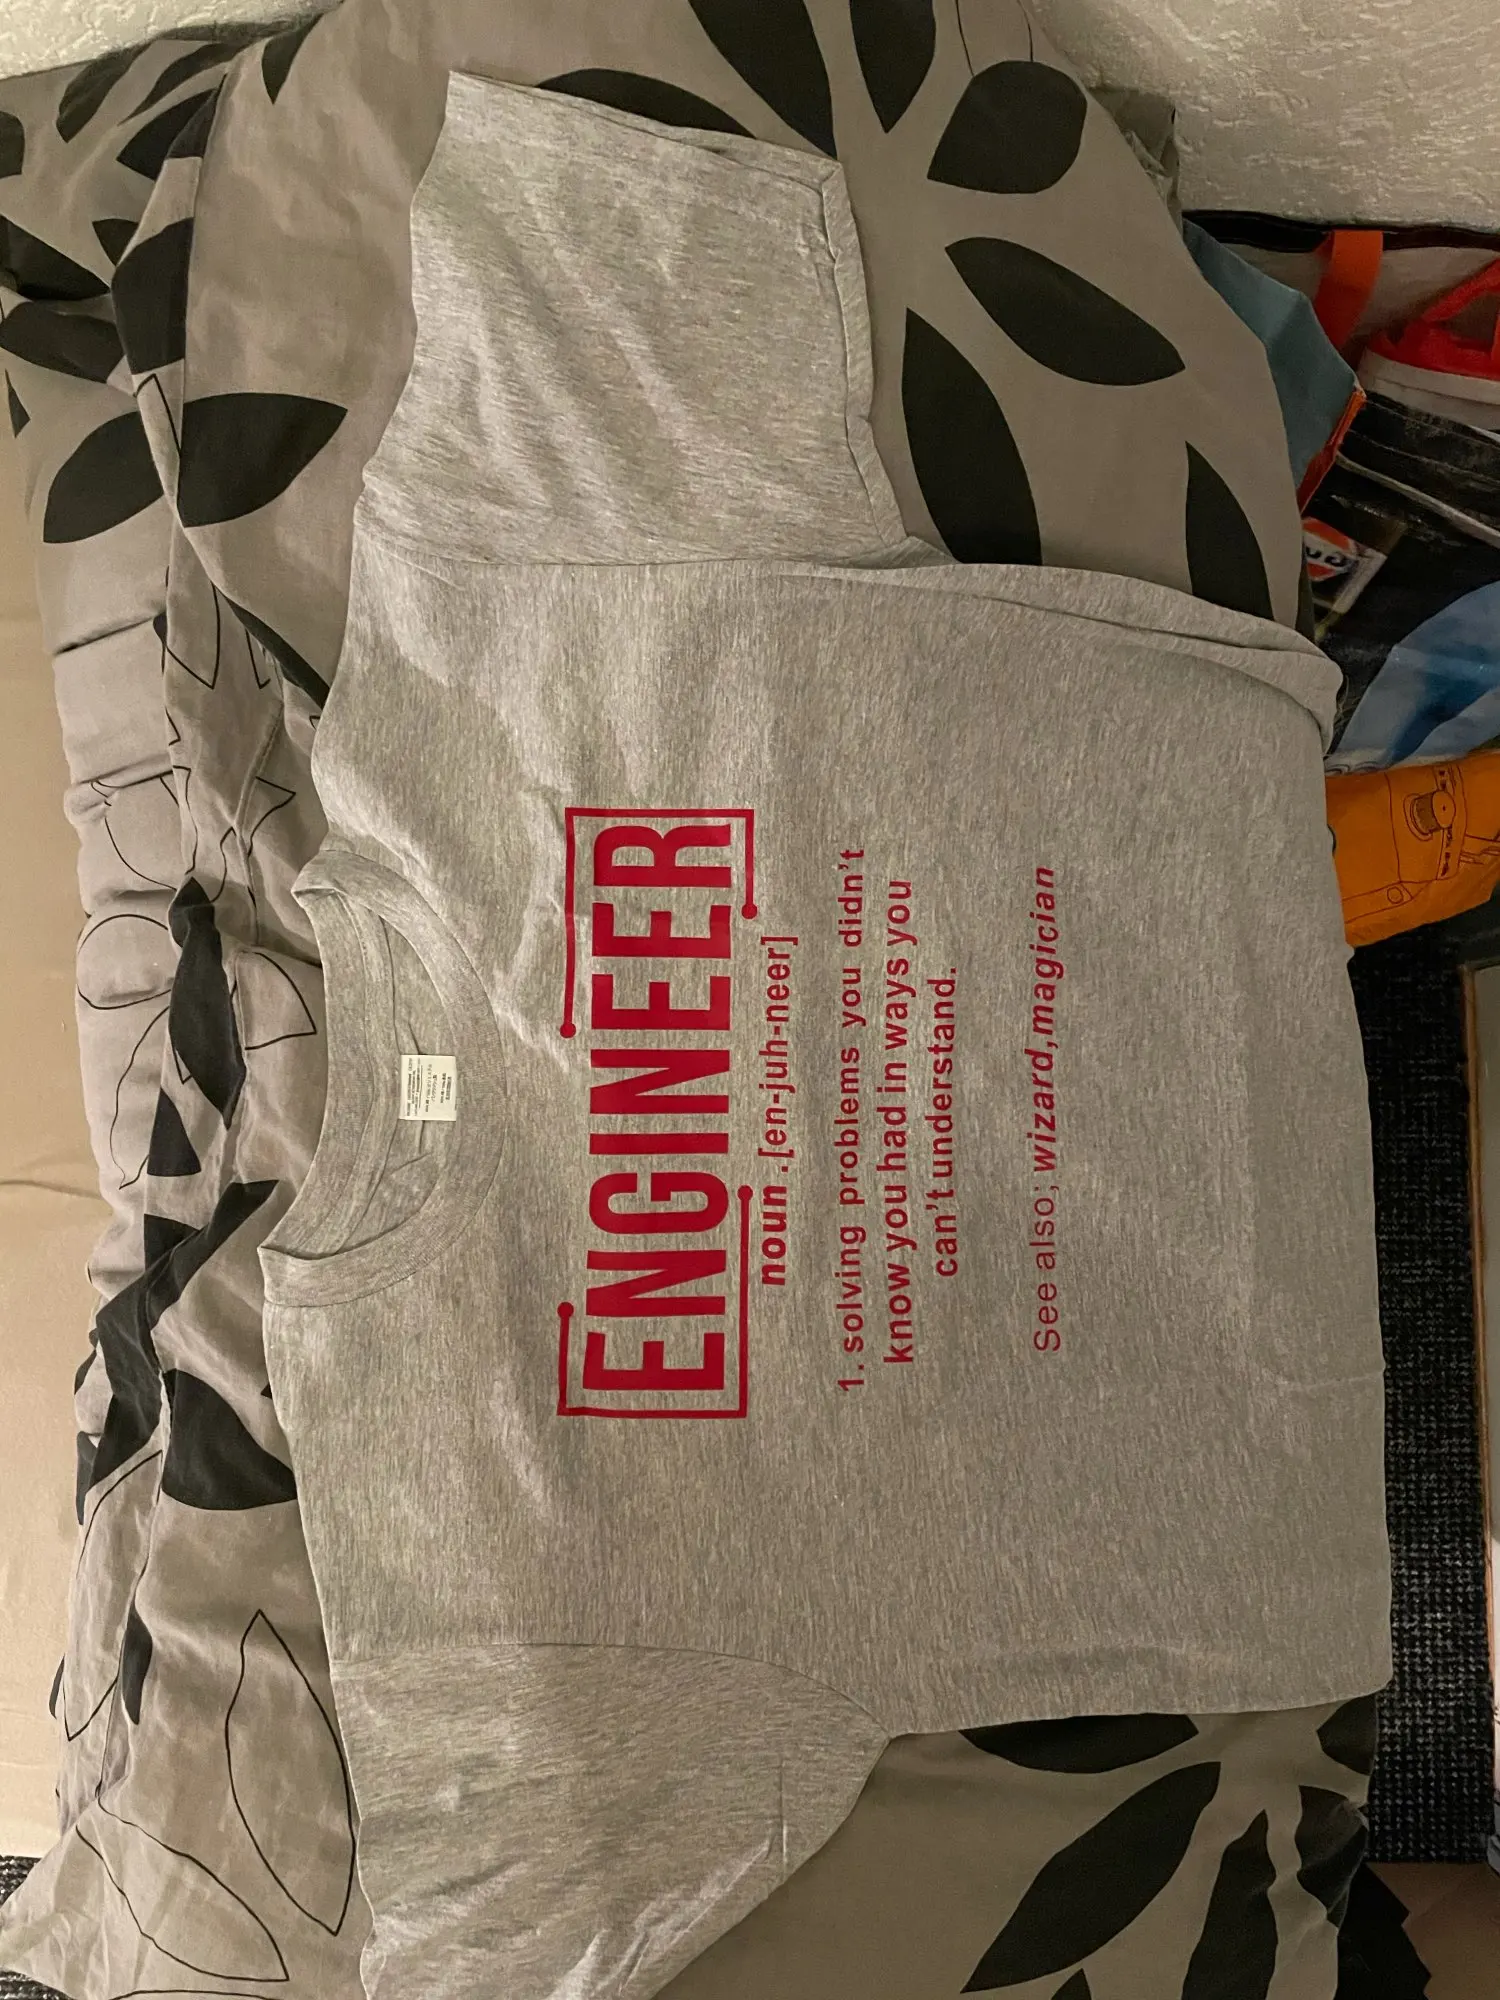 ENGINEER
noun .[en-juh-neer]
1. solving problems you didn't
know you had in ways you
can't understand.
See also; wizard,magician